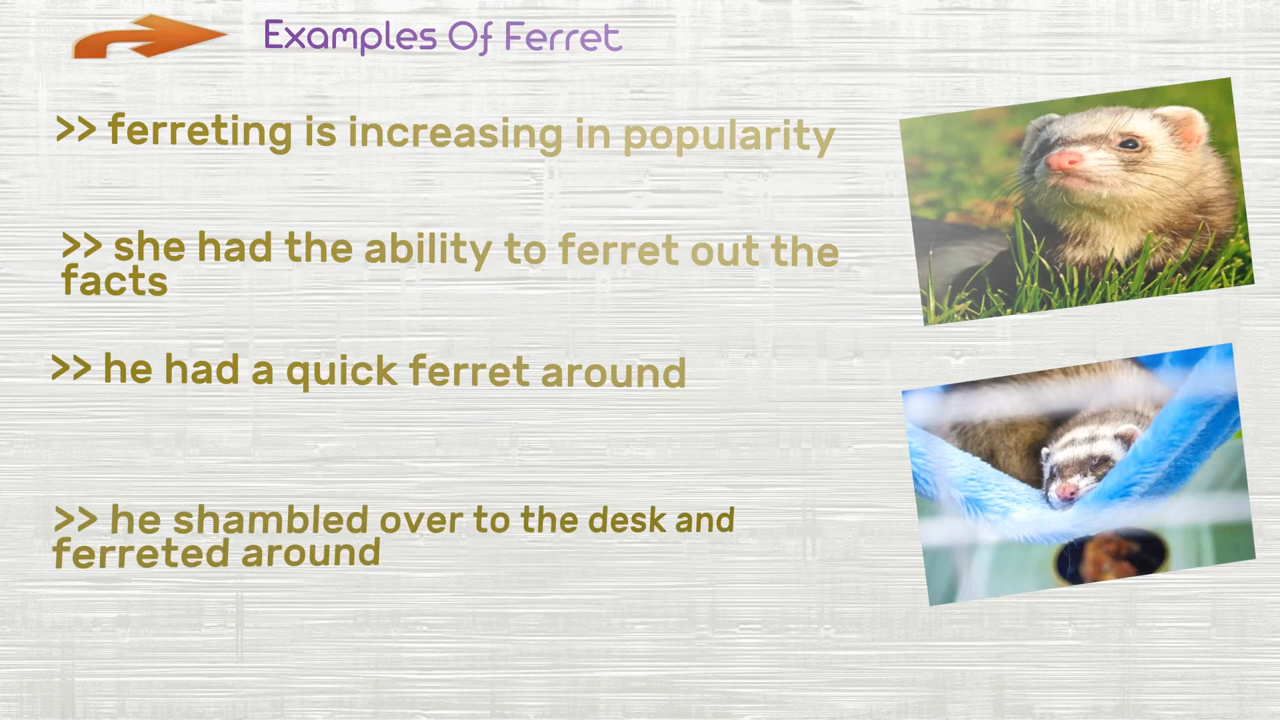 Examples Of Ferret
>> ferreting is increasing in popularity
>> she had the ability to ferret out the
facts
>> he had a quick ferret around
>> he shambled over to the desk and
ferreted around